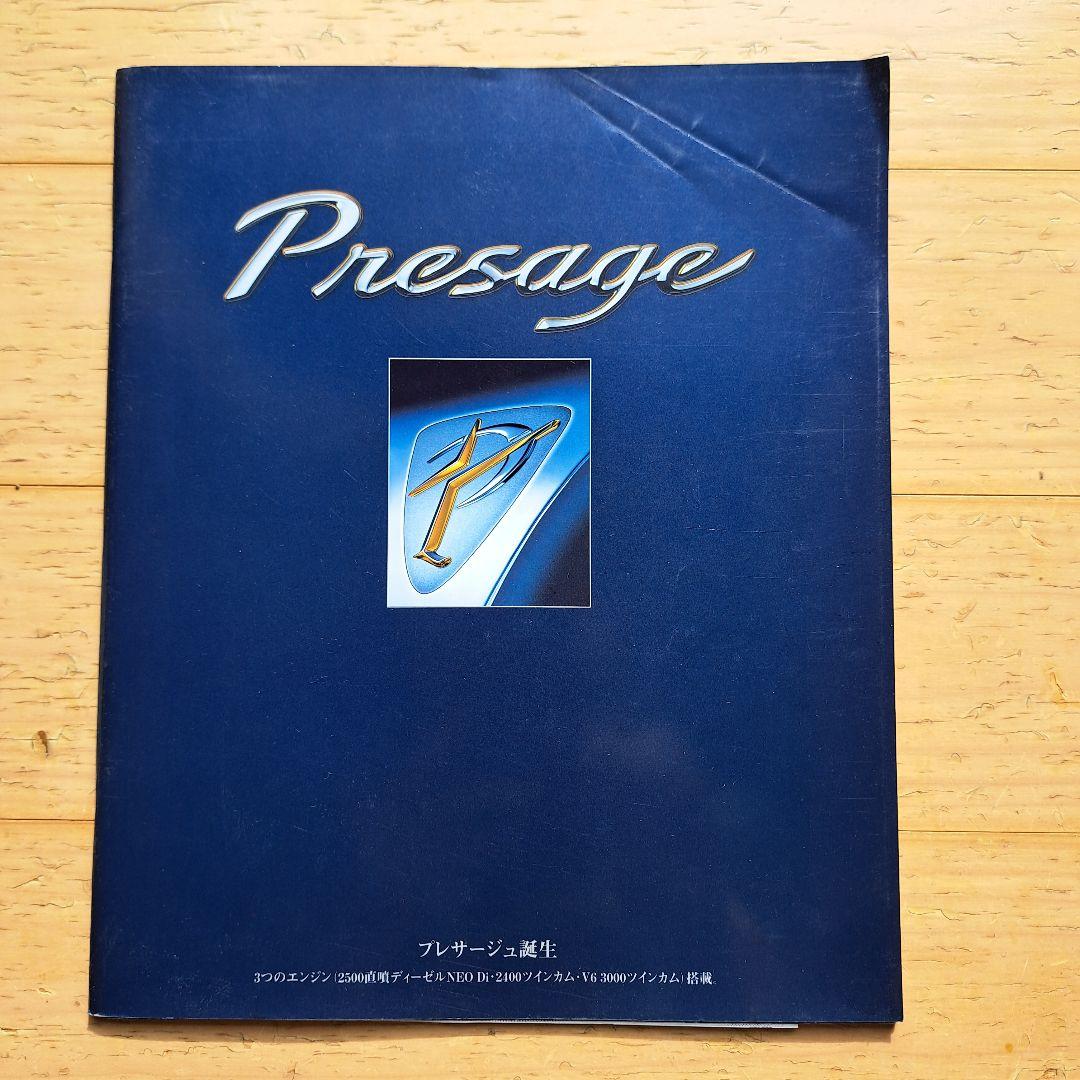 Presage
プレサージュ誕生
3つのエンジン(2500直噴ディーゼルNEO Di・2400ツインカム・V6 3000ツインカム)搭載。